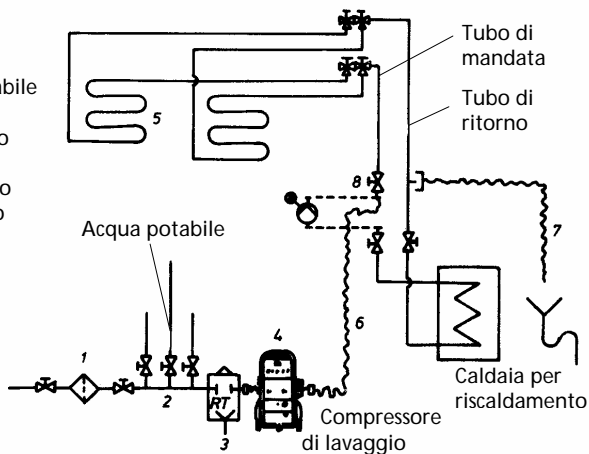 Tubo di
mandata
abile
Tubo di
ritorno
5
o
8
o
o
Acqua potabile
7
4
6
1
2
RT
3
Caldaia per
riscaldamento
Compressore
di lavaggio